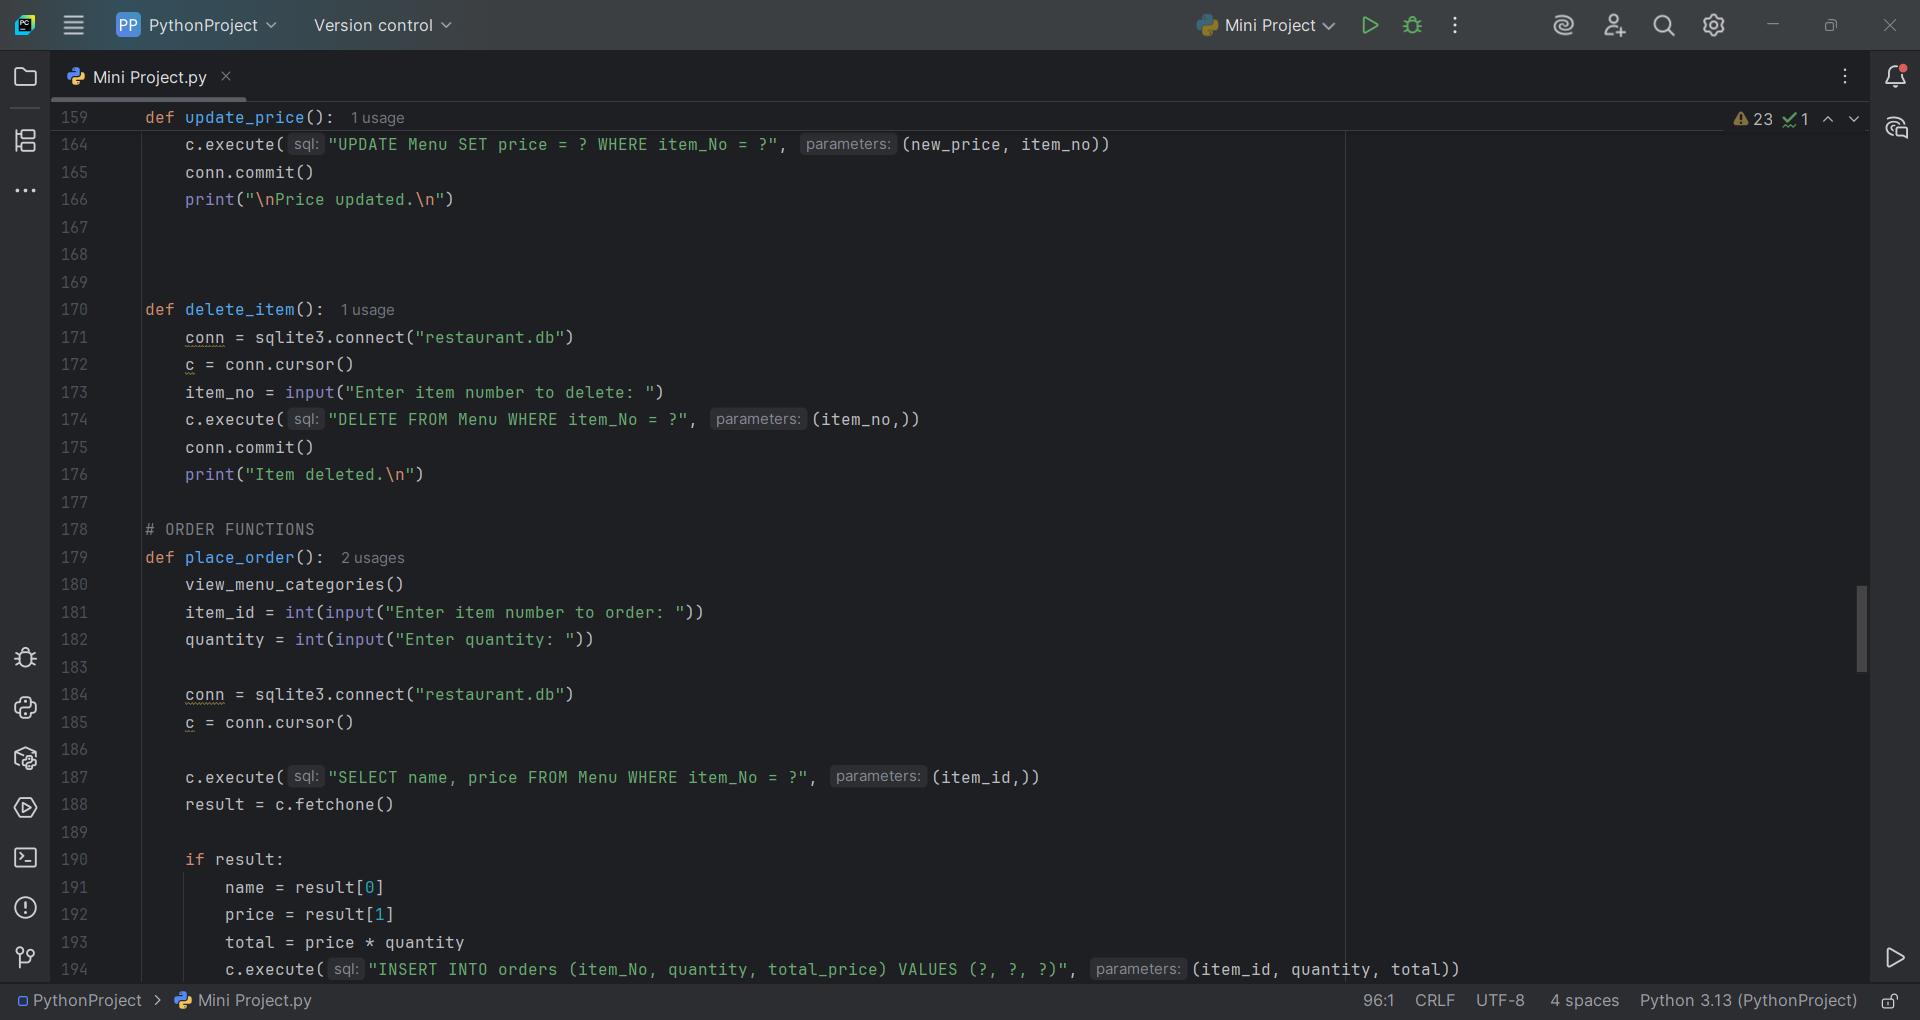 PP PythonProject Version control Mini Project
Mini Project.py
159 def update_price(): 1 usage 23 1
164 c.execute( sql: "UPDATE Menu SET price = ? WHERE item_No = ?", parameters: (new_price, item_no))
165 conn.commit()
166 print("\nPrice updated.\n")
167
168
169
170 def delete_item(): 1 usage
171 conn = sqlite3.connect("restaurant.db")
172 c = conn.cursor()
173 item_no = input("Enter item number to delete: ")
174 c.execute( sql: "DELETE FROM Menu WHERE item_No = ?", parameters: (item_no,))
175 conn.commit()
176 print("Item deleted.\n")
177
178 # ORDER FUNCTIONS
179 def place_order(): 2 usages
180 view_menu_categories()
181 item_id = int(input("Enter item number to order: "))
182 quantity = int(input("Enter quantity: "))
183
184 conn = sqlite3.connect("restaurant.db")
185 c = conn.cursor()
186
187 c.execute( sql: "SELECT name, price FROM Menu WHERE item_No = ?", parameters: (item_id,))
188 result = c.fetchone()
189
190 if result:
191 name = result[0]
192 price = result[1]
193 total = price * quantity
194 c.execute( sql: "INSERT INTO orders (item_No, quantity, total_price) VALUES (?, ?, ?)", parameters: (item_id, quantity, total))
PythonProject > Mini Project.py 96:1 CRLF UTF-8 4 spaces Python 3.13 (PythonProject)